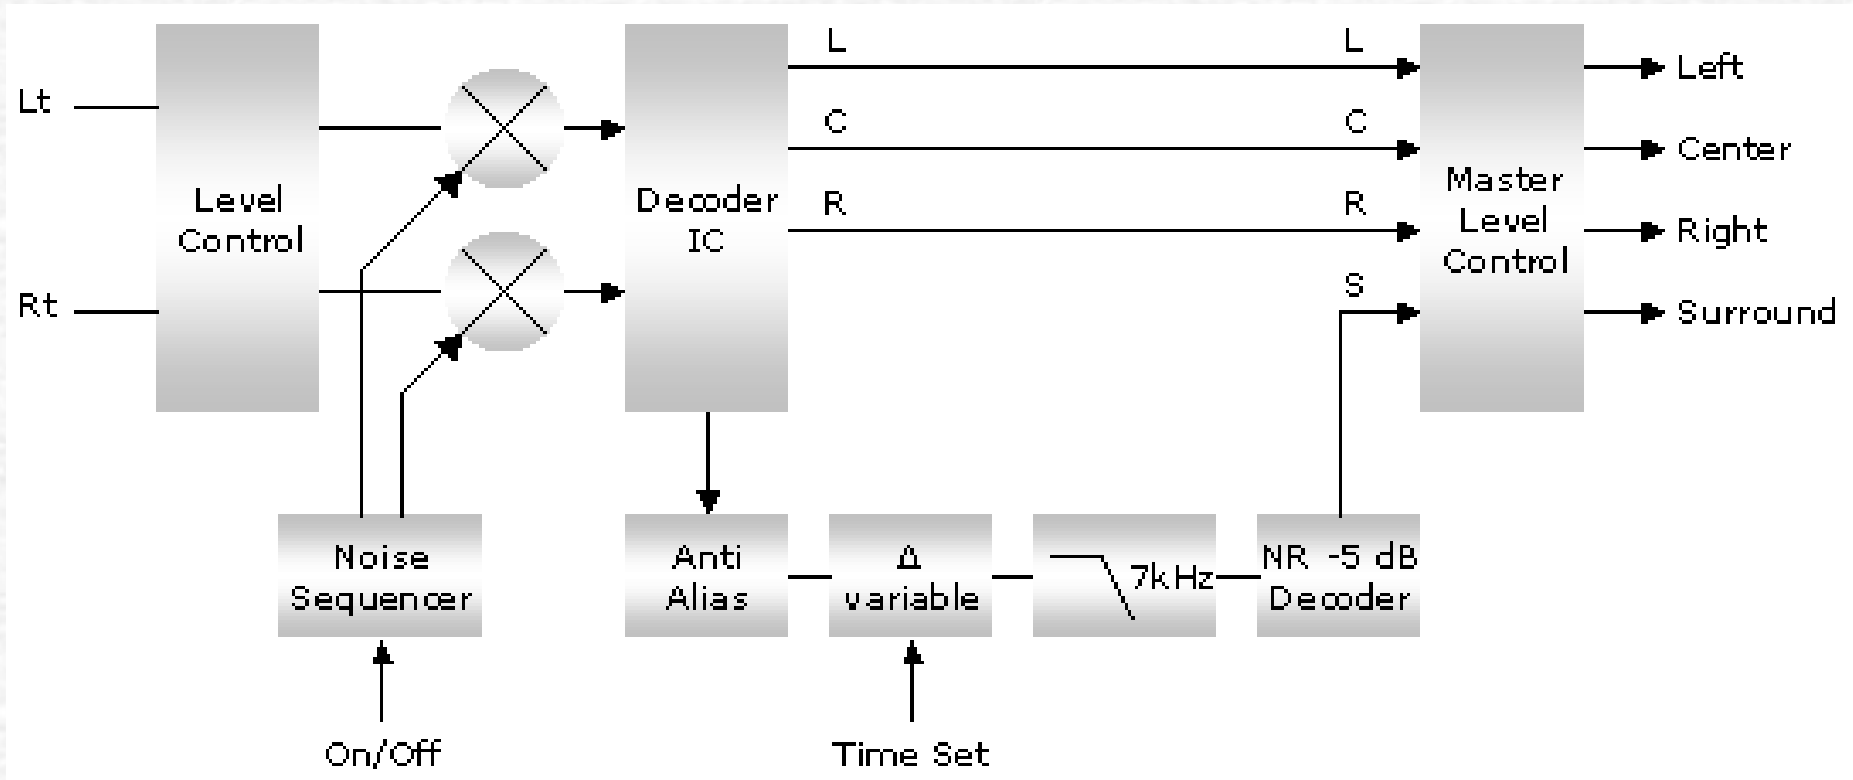 Lt
Rt
Level
Control
Noise
Sequencer
On/Off
Decoder
IC
L
C
R
L
C
R
S
Anti
Alias
Δ
variable
Time Set
7kHz
NR -5 dB
Decoder
Master
Level
Control
Left
Center
Right
Surround